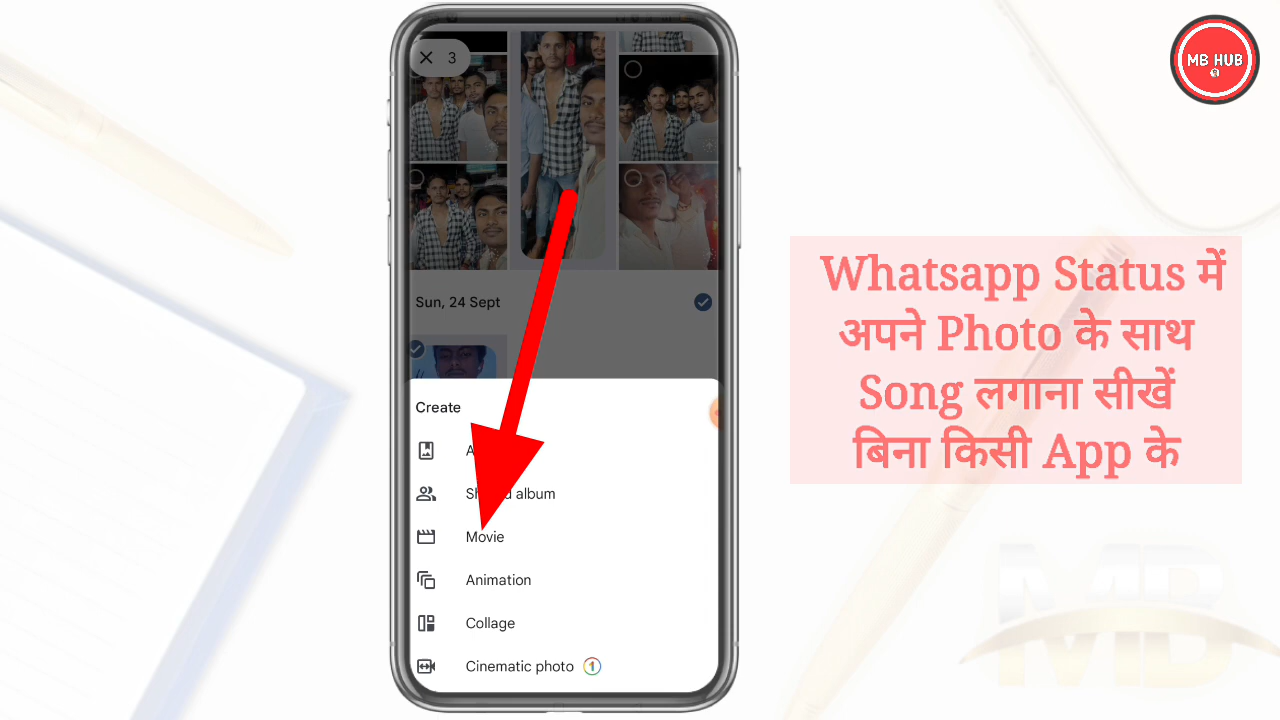 3
Sun, 24 Sept
Create
Shared album
Movie
Animation
Collage
Cinematic photo 1
MB HUB
Whatsapp Status में
अपने Photo के साथ
Song लगाना सीखें
बिना किसी App के
MB